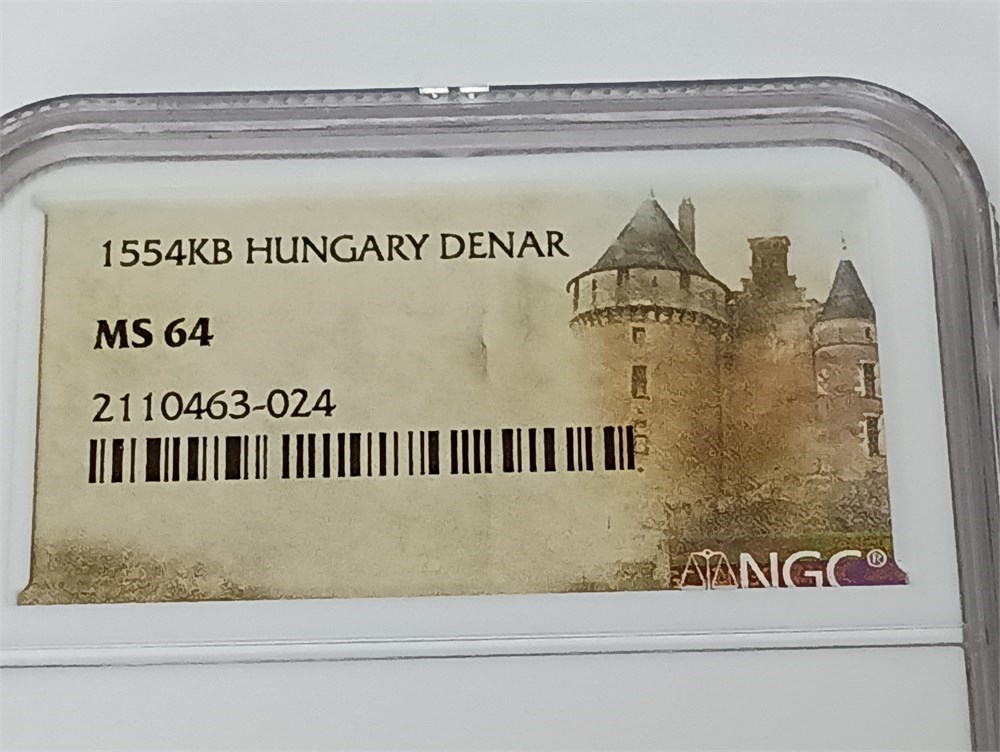 1554KB HUNGARY DENAR
MS 64
2110463-024
NGC®